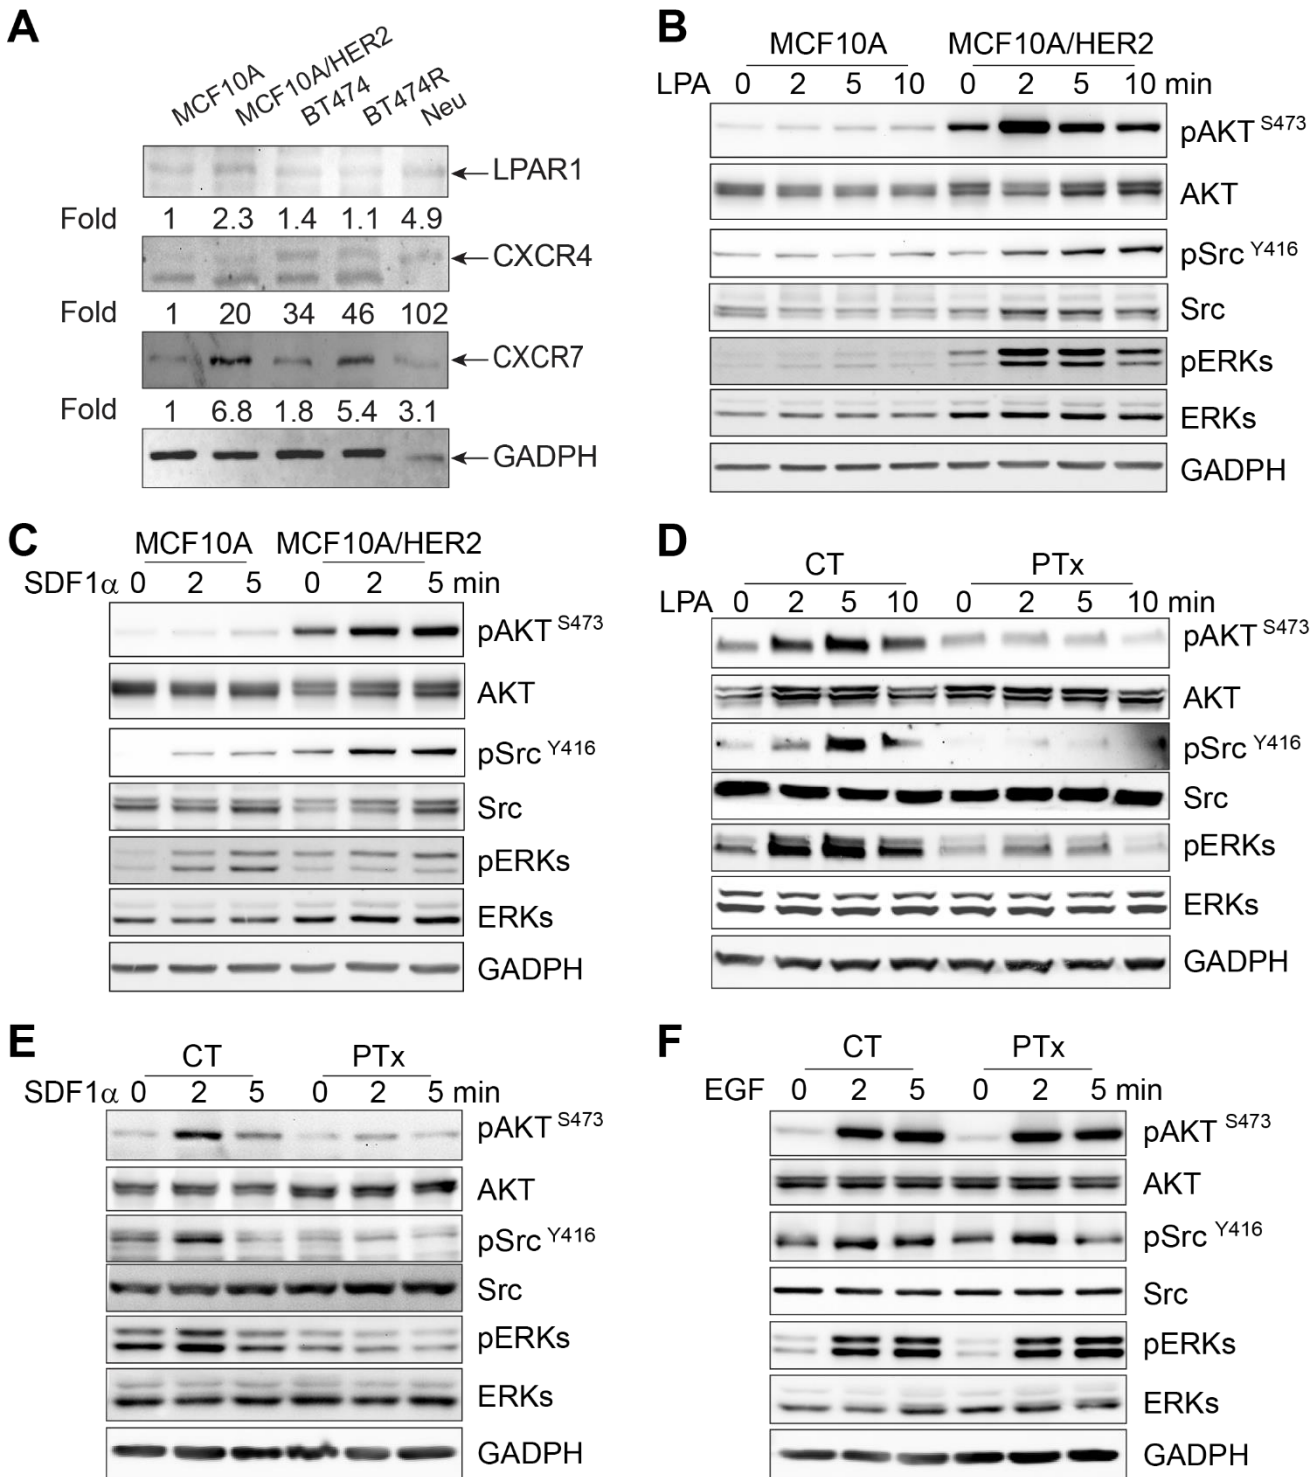 A
MCF10A MCF10A/HER2 BT474 BT474R Neu
LPAR1
Fold 1 2.3 1.4 1.1 4.9
CXCR4
Fold 1 20 34 46 102
CXCR7
Fold 1 6.8 1.8 5.4 3.1
GADPH
B
MCF10A MCF10A/HER2
LPA 0 2 5 10 0 2 5 10 min
pAKT S473
AKT
pSrc Y416
Src
pERKs
ERKs
GADPH
C
MCF10A MCF10A/HER2
SDF1α 0 2 5 0 2 5 min
pAKT S473
AKT
pSrc Y416
Src
pERKs
ERKs
GADPH
D
CT PTx
LPA 0 2 5 10 0 2 5 10 min
pAKT S473
AKT
pSrc Y416
Src
pERKs
ERKs
GADPH
E
CT PTx
SDF1α 0 2 5 0 2 5 min
pAKT S473
AKT
pSrc Y416
Src
pERKs
ERKs
GADPH
F
CT PTx
EGF 0 2 5 0 2 5 min
pAKT S473
AKT
pSrc Y416
Src
pERKs
ERKs
GADPH